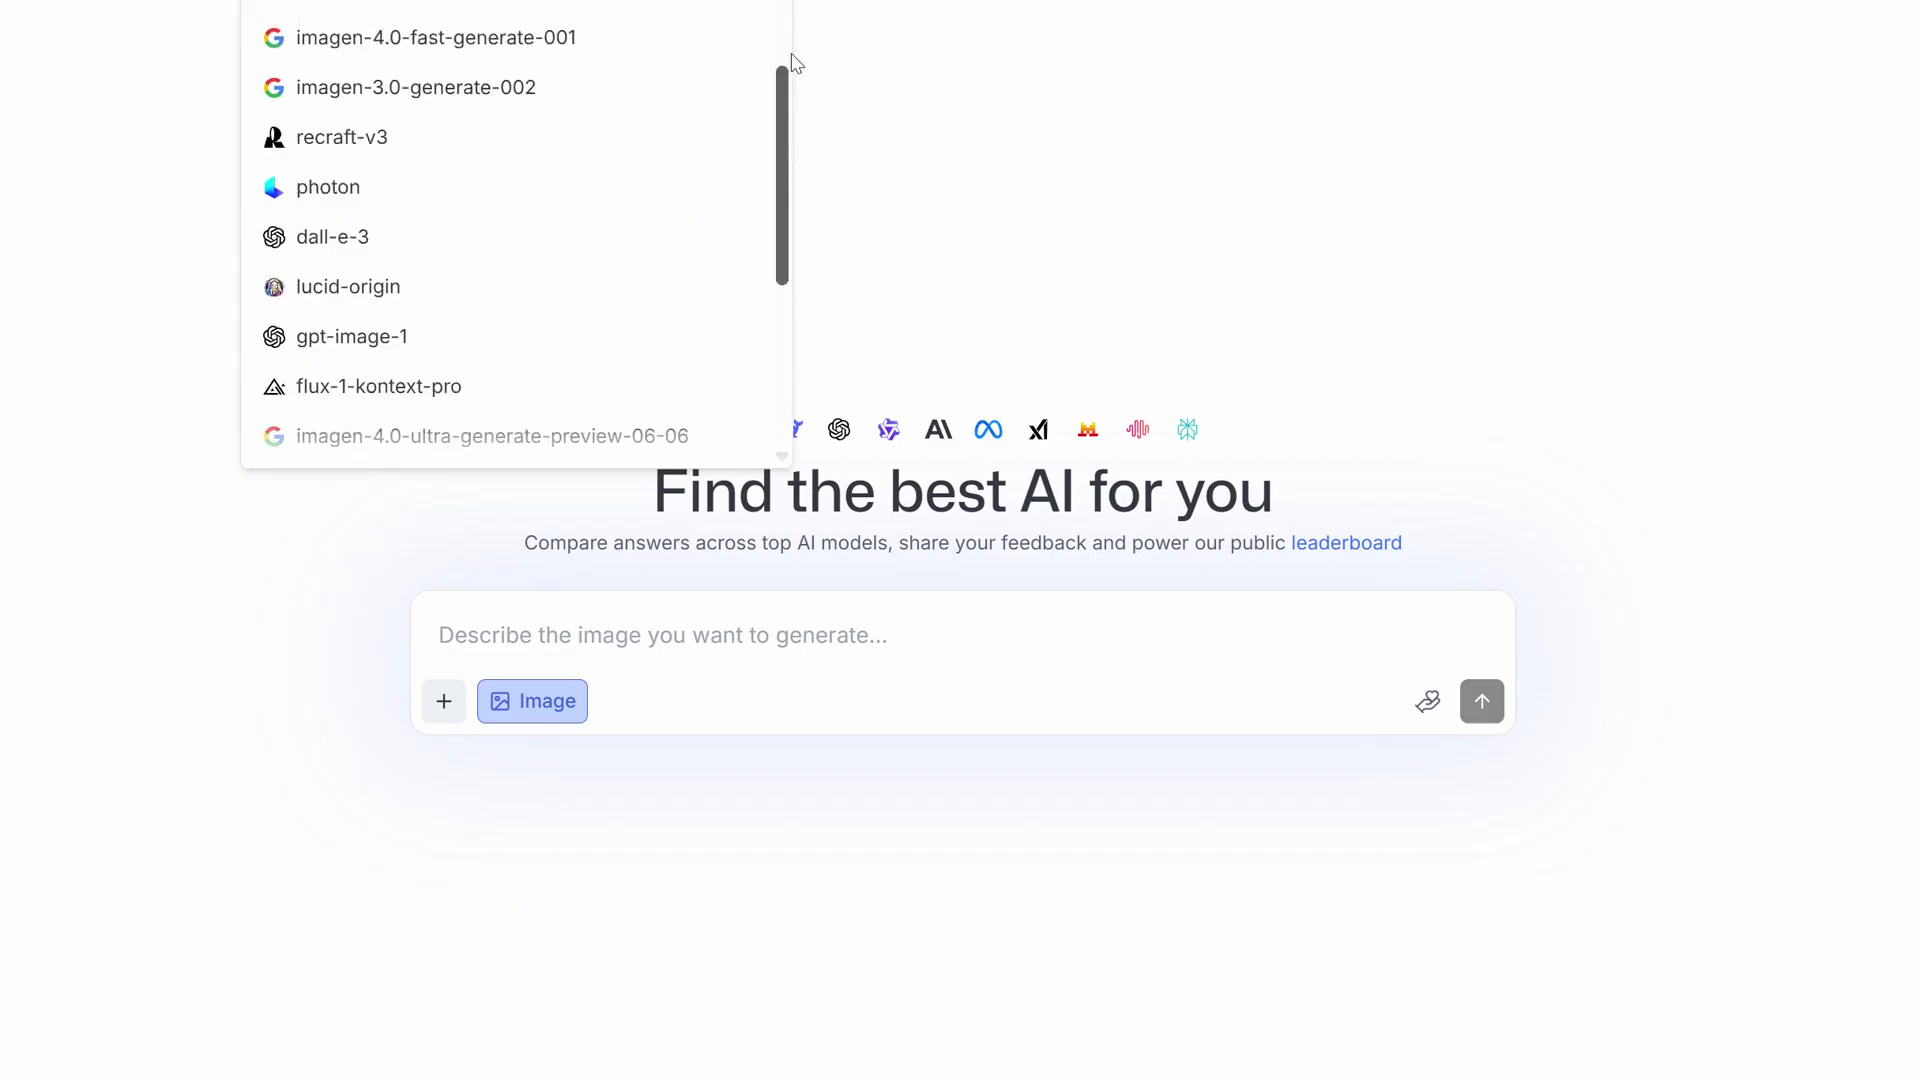 imagen-4.0-fast-generate-001
imagen-3.0-generate-002
recraft-v3
photon
dall-e-3
lucid-origin
gpt-image-1
flux-1-kontext-pro
imagen-4.0-ultra-generate-preview-06-06
Find the best AI for you
Compare answers across top AI models, share your feedback and power our public leaderboard
Describe the image you want to generate...
Image